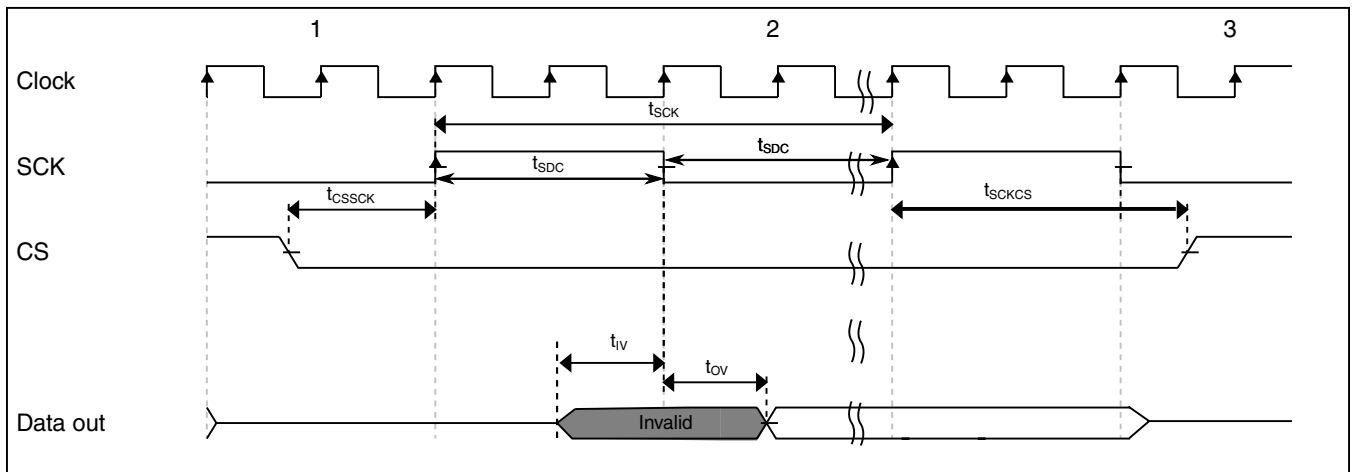 1 2 3
Clock
tSCK
SCK
tSDC
tSDC
tCSSCK
tSCKCS
CS
tIV
tOV
Data out
Invalid